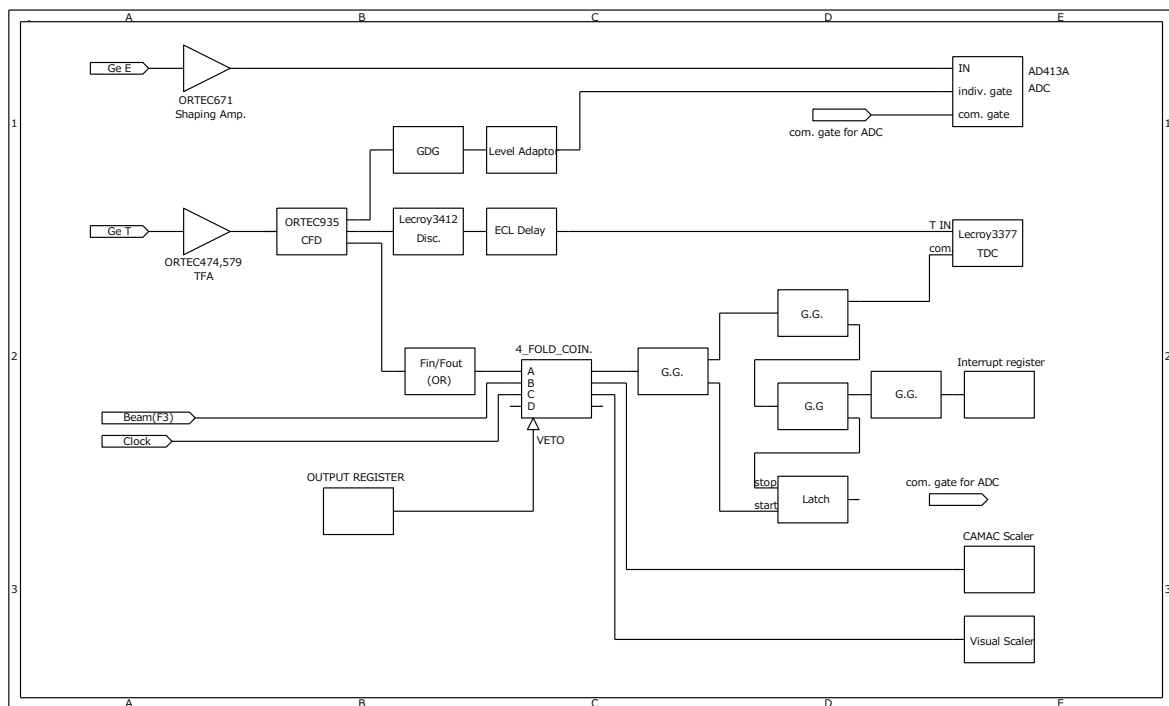 A B C D E
Ge E
ORTEC671
Shaping Amp.
IN
indiv. gate
com. gate
AD413A
ADC
com. gate for ADC
1 1
GDG
Level Adaptor
Ge T
ORTEC474,579
TFA
ORTEC935
CFD
Lecroy3412
Disc.
ECL Delay
T IN
com.
Lecroy3377
TDC
G.G.
2 2
4_FOLD_COIN.
Fin/Fout
(OR)
A
B
C
D
G.G.
Interrupt register
G.G
G.G.
Beam(F3)
Clock
VETO
OUTPUT REGISTER
stop
start
Latch
com. gate for ADC
CAMAC Scaler
3 3
Visual Scaler
A B C D E